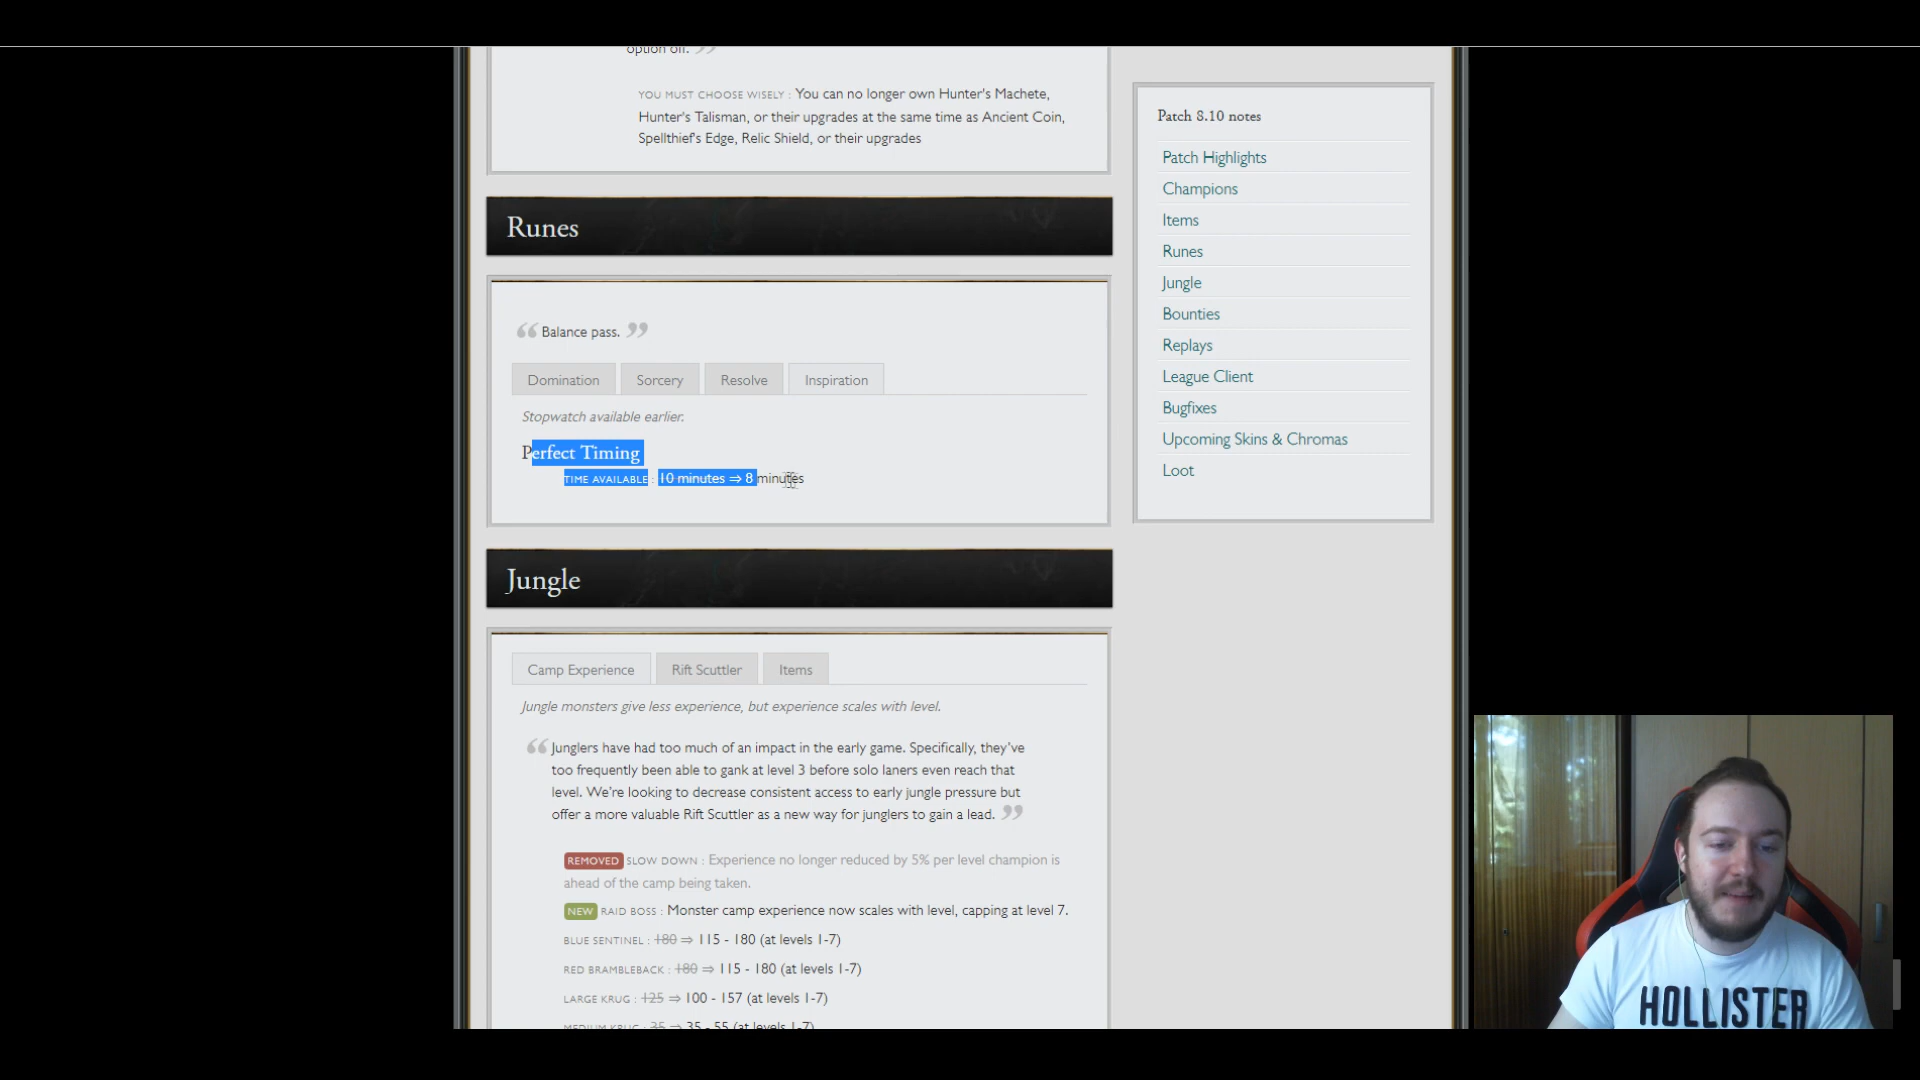 option off. ”
YOU MUST CHOOSE WISELY : You can no longer own Hunter's Machete,
Hunter's Talisman, or their upgrades at the same time as Ancient Coin,
Spellthief's Edge, Relic Shield, or their upgrades
Runes
“ Balance pass. ”
Domination Sorcery Resolve Inspiration
Stopwatch available earlier.
Perfect Timing
TIME AVAILABLE : 10 minutes ⇒ 8 minutes
Jungle
Camp Experience Rift Scuttler Items
Jungle monsters give less experience, but experience scales with level.
“ Junglers have had too much of an impact in the early game. Specifically, they've
too frequently been able to gank at level 3 before solo laners even reach that
level. We're looking to decrease consistent access to early jungle pressure but
offer a more valuable Rift Scuttler as a new way for junglers to gain a lead. ”
REMOVED SLOW DOWN : Experience no longer reduced by 5% per level champion is
ahead of the camp being taken.
NEW RAID BOSS : Monster camp experience now scales with level, capping at level 7.
BLUE SENTINEL : 180 ⇒ 115 - 180 (at levels 1-7)
RED BRAMBLEBACK : 180 ⇒ 115 - 180 (at levels 1-7)
LARGE KRUG : 125 ⇒ 100 - 157 (at levels 1-7)
MEDIUM KRUG : 35 ⇒ 35 - 55 (at levels 1-7)
Patch 8.10 notes
Patch Highlights
Champions
Items
Runes
Jungle
Bounties
Replays
League Client
Bugfixes
Upcoming Skins & Chromas
Loot
HOLLISTER